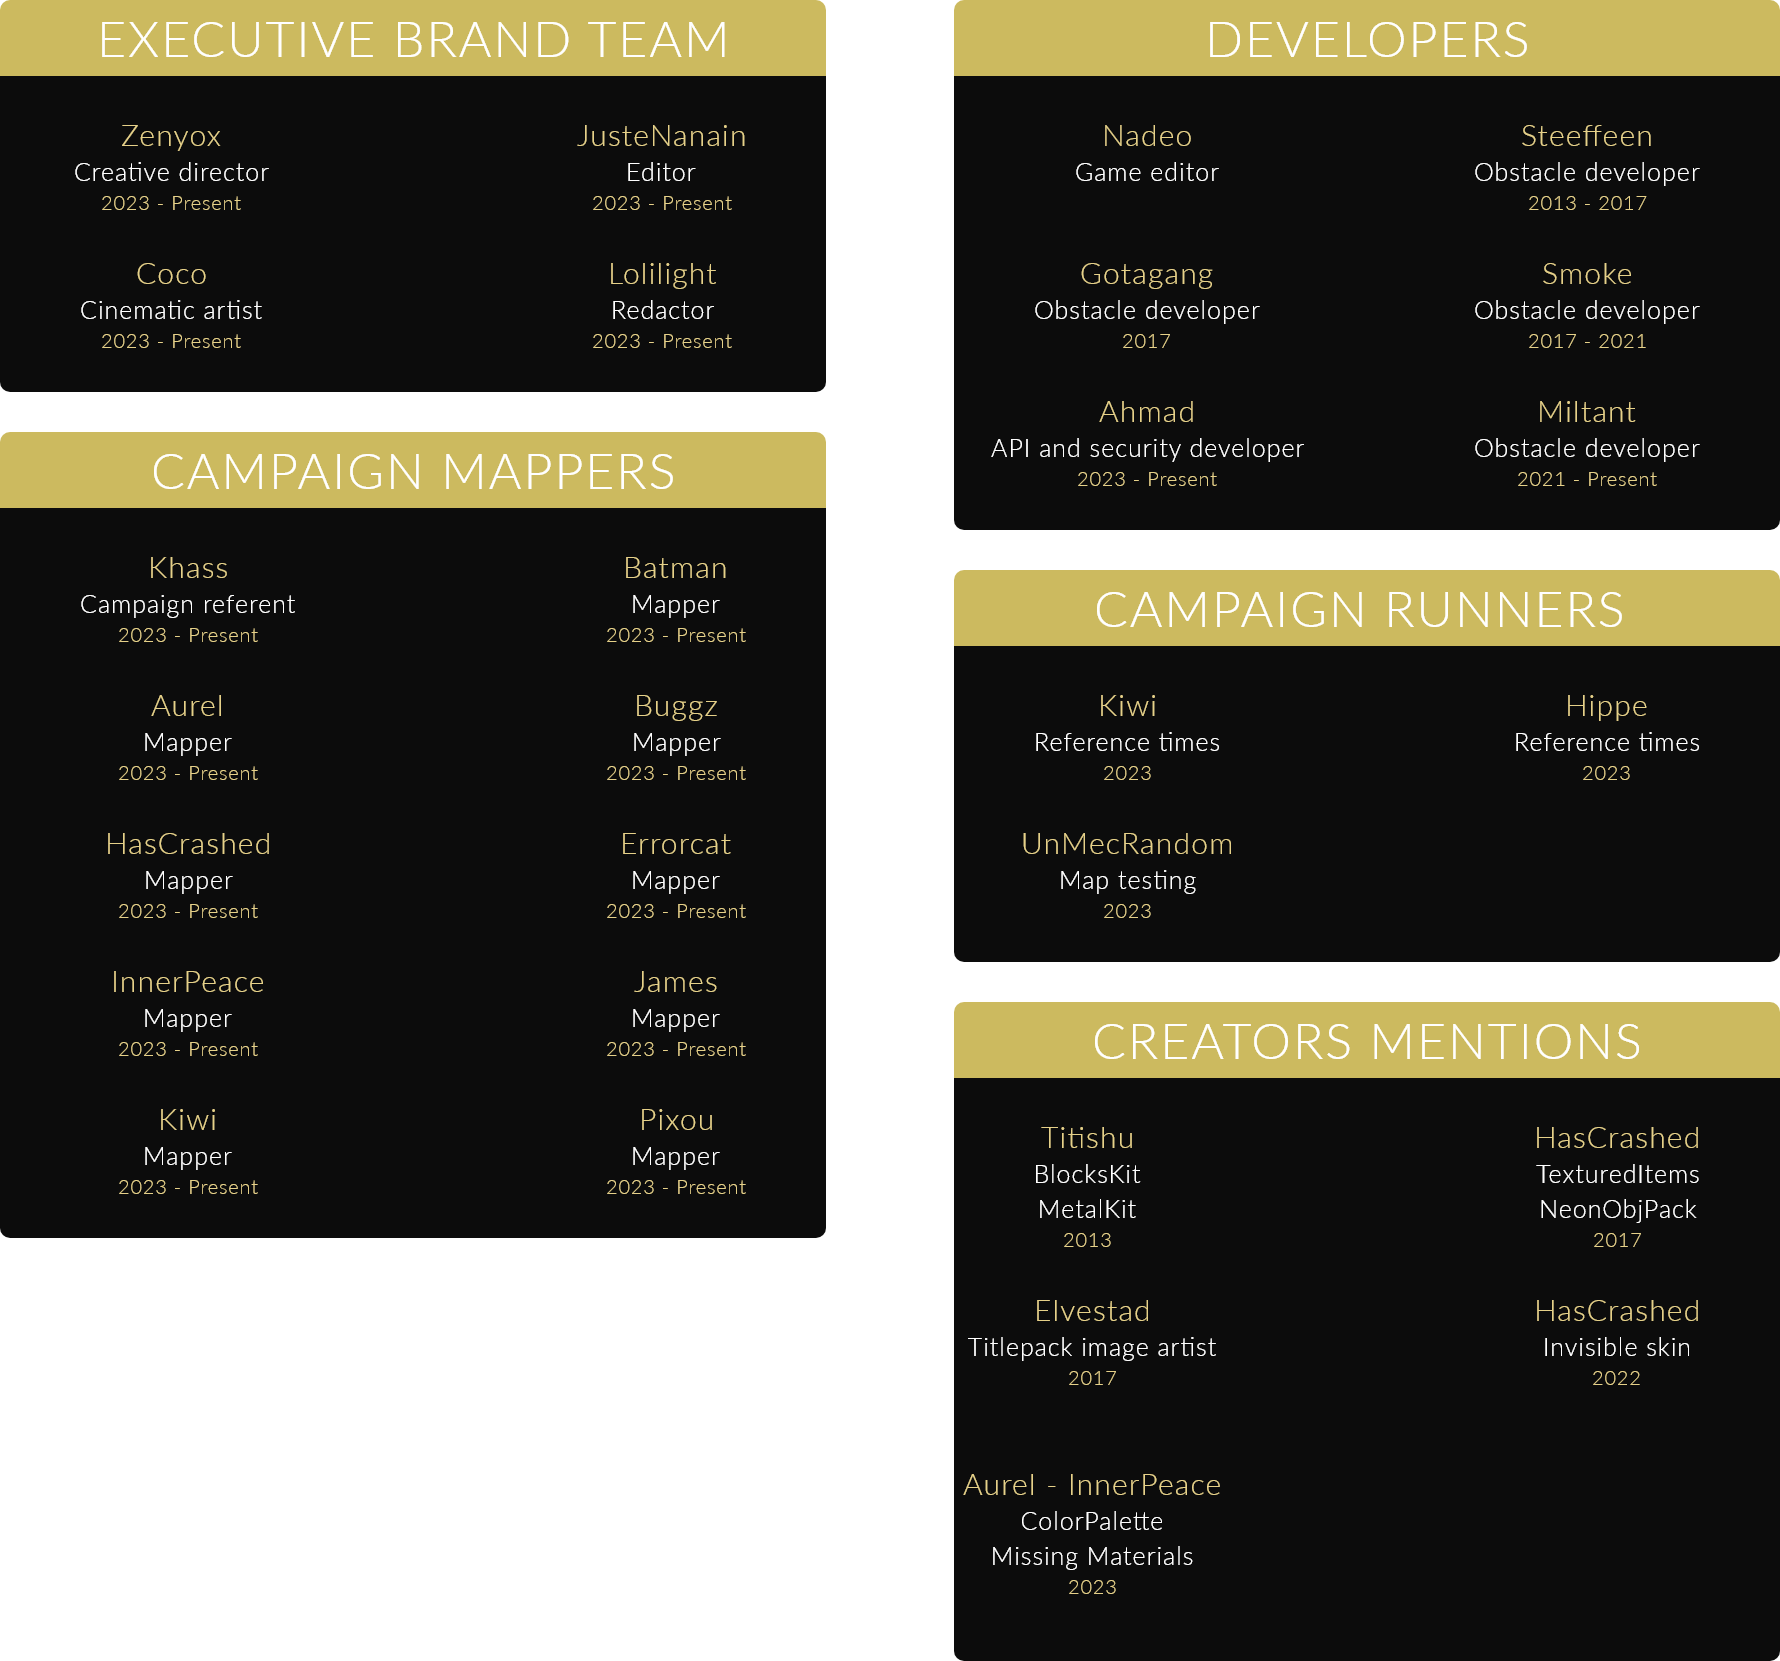 EXECUTIVE BRAND TEAM
Zenyox
Creative director
2023 - Present
JusteNanain
Editor
2023 - Present
Coco
Cinematic artist
2023 - Present
Lolilight
Redactor
2023 - Present
CAMPAIGN MAPPERS
Khass
Campaign referent
2023 - Present
Batman
Mapper
2023 - Present
Aurel
Mapper
2023 - Present
Buggz
Mapper
2023 - Present
HasCrashed
Mapper
2023 - Present
Errorcat
Mapper
2023 - Present
InnerPeace
Mapper
2023 - Present
James
Mapper
2023 - Present
Kiwi
Mapper
2023 - Present
Pixou
Mapper
2023 - Present
DEVELOPERS
Nadeo
Game editor
Steeffeen
Obstacle developer
2013 - 2017
Gotagang
Obstacle developer
2017
Smoke
Obstacle developer
2017 - 2021
Ahmad
API and security developer
2023 - Present
Miltant
Obstacle developer
2021 - Present
CAMPAIGN RUNNERS
Kiwi
Reference times
2023
Hippe
Reference times
2023
UnMecRandom
Map testing
2023
CREATORS MENTIONS
Titishu
BlocksKit
MetalKit
2013
HasCrashed
TexturedItems
NeonObjPack
2017
Elvestad
Titlepack image artist
2017
HasCrashed
Invisible skin
2022
Aurel - InnerPeace
ColorPalette
Missing Materials
2023